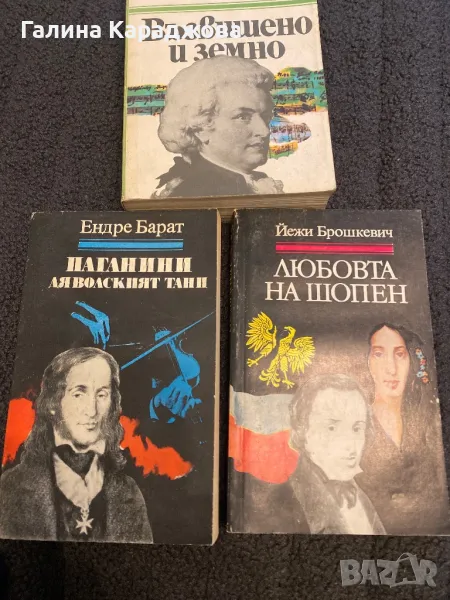 Галина Караджова
Възвишено
и земно
Ендре Барат
ПАГАНИНИ
ДЯВОЛСКИЯТ ТАНЦ
Йежи Брошкевич
ЛЮБОВТА
НА ШОПЕН
BAZAR